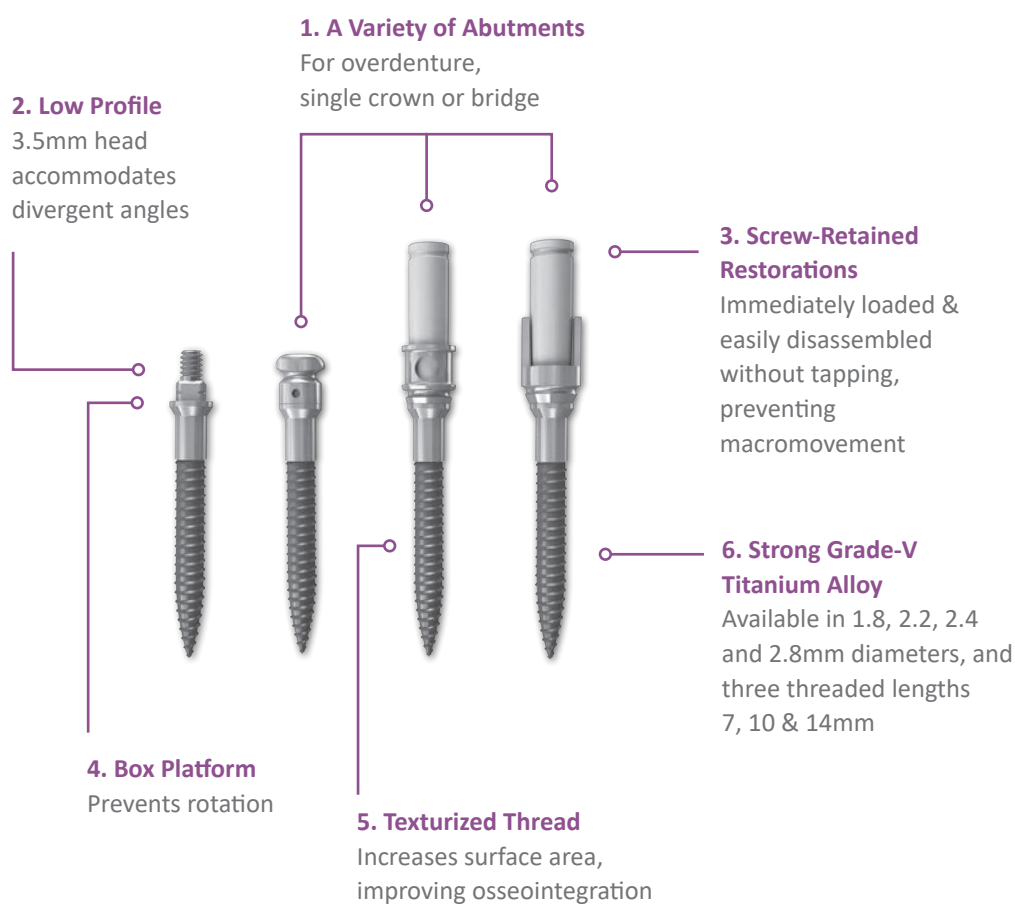 1. A Variety of Abutments
For overdenture,
single crown or bridge
2. Low Profile
3.5mm head
accommodates
divergent angles
3. Screw-Retained
Restorations
Immediately loaded &
easily disassembled
without tapping,
preventing
macromovement
4. Box Platform
Prevents rotation
5. Texturized Thread
Increases surface area,
improving osseointegration
6. Strong Grade-V
Titanium Alloy
Available in 1.8, 2.2, 2.4
and 2.8mm diameters, and
three threaded lengths
7, 10 & 14mm